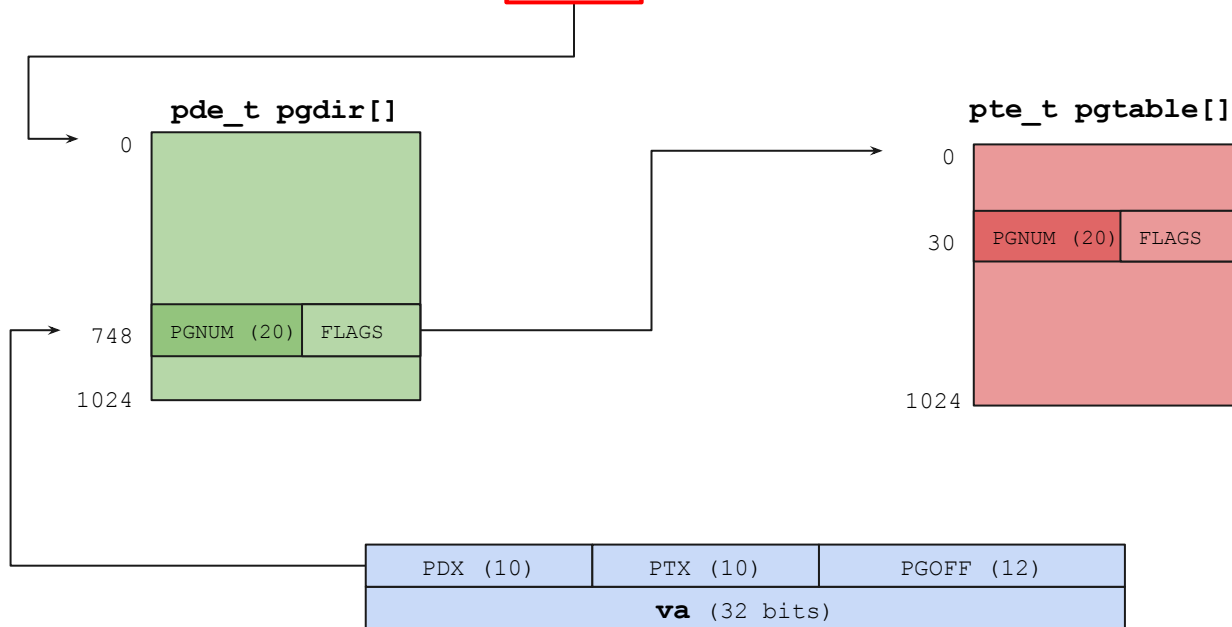 pde_t pgdir[]
0
748
PGNUM (20)
FLAGS
1024
pte_t pgtable[]
0
30
PGNUM (20)
FLAGS
1024
PDX (10)
PTX (10)
PGOFF (12)
va (32 bits)